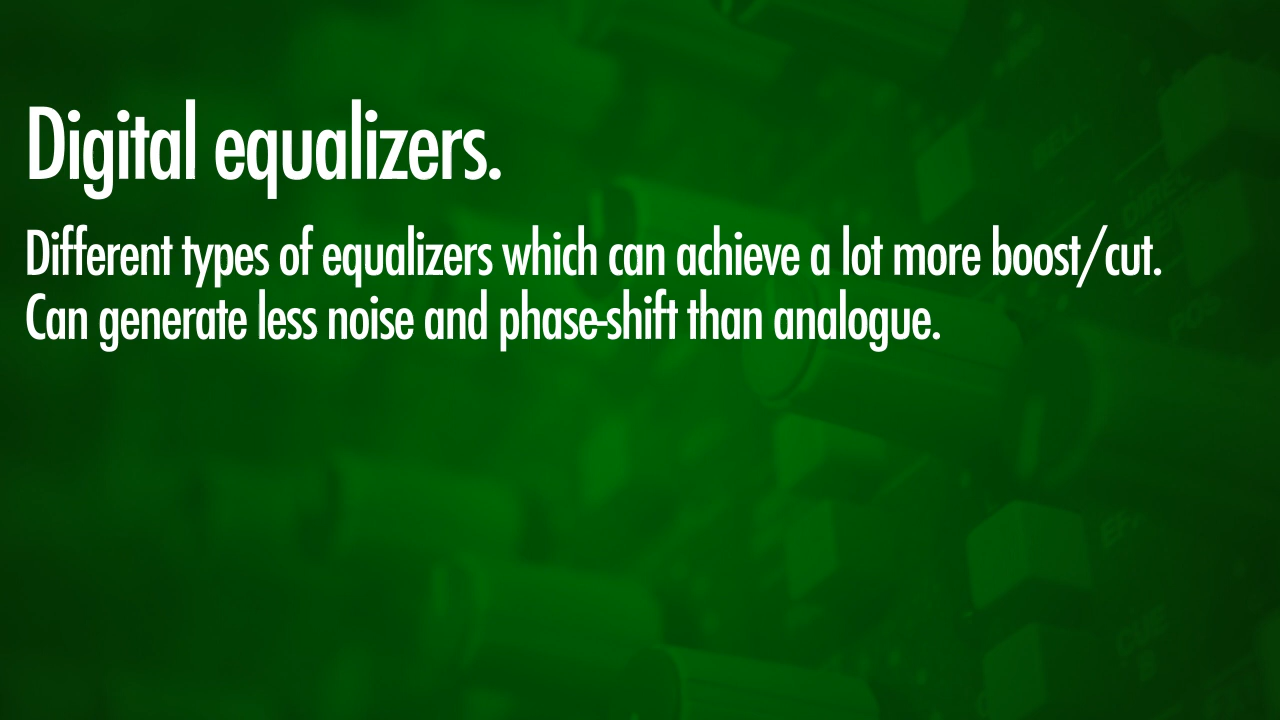 Digital equalizers.
Different types of equalizers which can achieve a lot more boost/cut.
Can generate less noise and phase-shift than analogue.
CUE